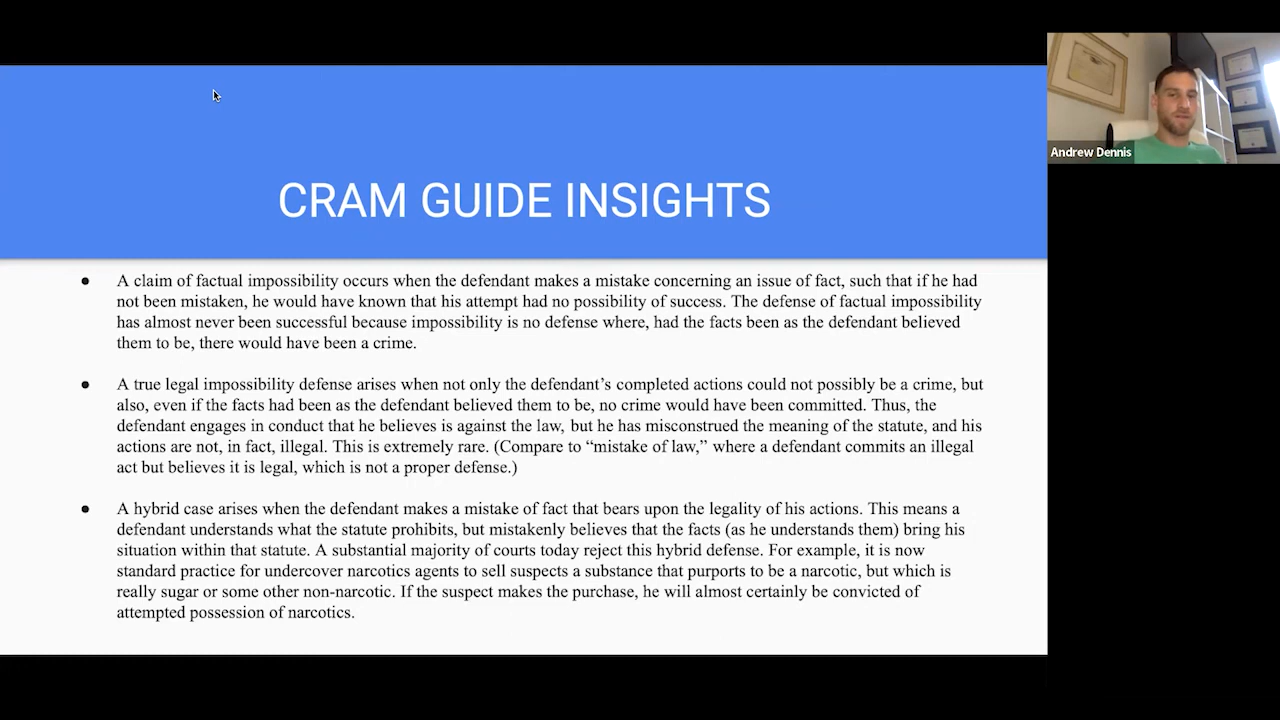 CRAM GUIDE INSIGHTS
● A claim of factual impossibility occurs when the defendant makes a mistake concerning an issue of fact, such that if he had
not been mistaken, he would have known that his attempt had no possibility of success. The defense of factual impossibility
has almost never been successful because impossibility is no defense where, had the facts been as the defendant believed
them to be, there would have been a crime.
● A true legal impossibility defense arises when not only the defendant’s completed actions could not possibly be a crime, but
also, even if the facts had been as the defendant believed them to be, no crime would have been committed. Thus, the
defendant engages in conduct that he believes is against the law, but he has misconstrued the meaning of the statute, and his
actions are not, in fact, illegal. This is extremely rare. (Compare to “mistake of law,” where a defendant commits an illegal
act but believes it is legal, which is not a proper defense.)
● A hybrid case arises when the defendant makes a mistake of fact that bears upon the legality of his actions. This means a
defendant understands what the statute prohibits, but mistakenly believes that the facts (as he understands them) bring his
situation within that statute. A substantial majority of courts today reject this hybrid defense. For example, it is now
standard practice for undercover narcotics agents to sell suspects a substance that purports to be a narcotic, but which is
really sugar or some other non-narcotic. If the suspect makes the purchase, he will almost certainly be convicted of
attempted possession of narcotics.
Andrew Dennis